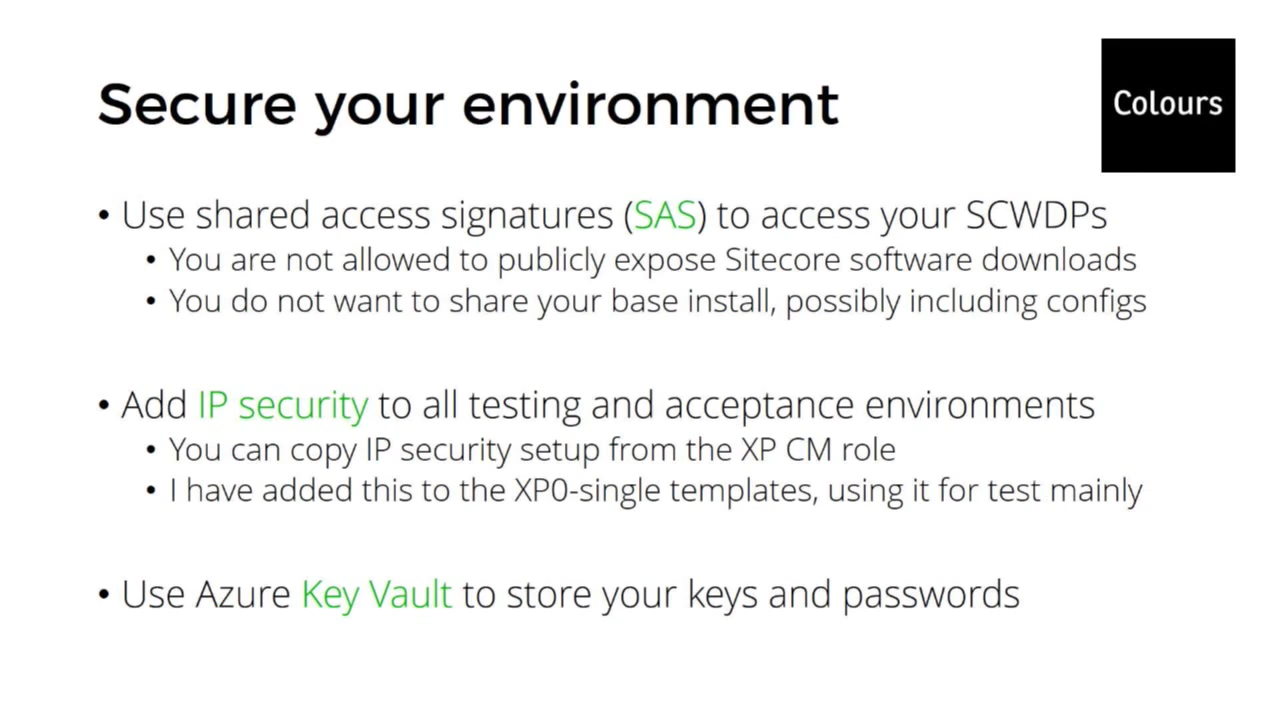 Secure your environment
Colours
• Use shared access signatures (SAS) to access your SCWDPs
• You are not allowed to publicly expose Sitecore software downloads
• You do not want to share your base install, possibly including configs
• Add IP security to all testing and acceptance environments
• You can copy IP security setup from the XP CM role
• I have added this to the XP0-single templates, using it for test mainly
• Use Azure Key Vault to store your keys and passwords